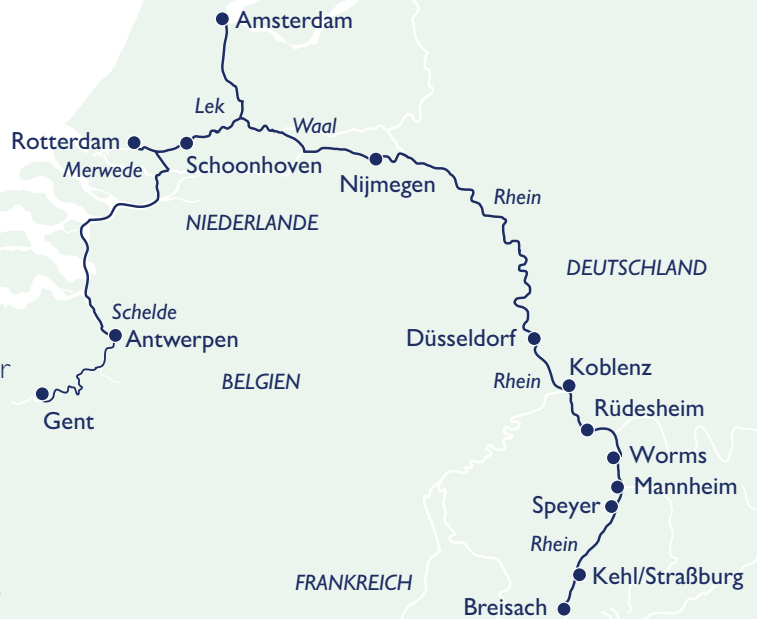 Amsterdam
Lek
Waal
Rotterdam
Merwede
Schoonhoven
Nijmegen
Rhein
NIEDERLANDE
DEUTSCHLAND
Schelde
Antwerpen
Düsseldorf
r
Koblenz
BELGIEN
Rhein
Gent
Rüdesheim
Worms
Mannheim
Speyer
Rhein
FRANKREICH
Kehl/Straßburg
Breisach